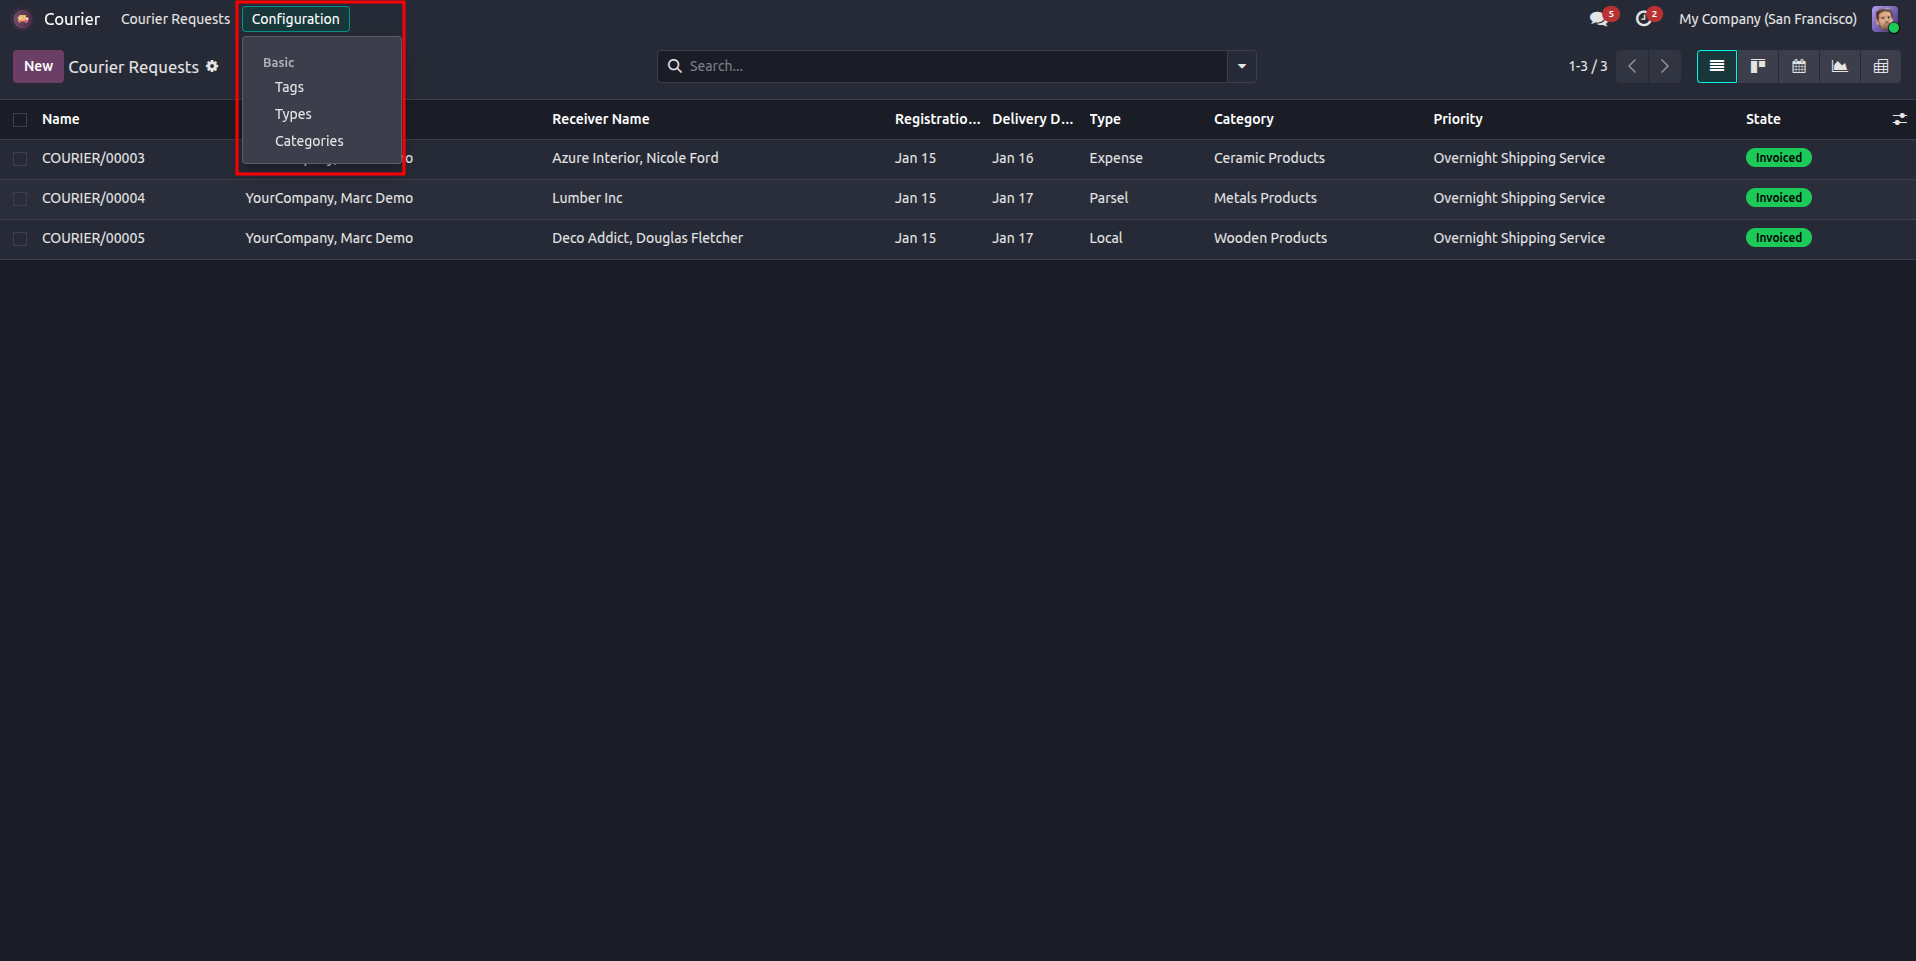 Courier Courier Requests Configuration 5 2 My Company (San Francisco)
New Courier Requests Search... 1-3 / 3
Basic
Tags
Types
Categories
Name Receiver Name Registratio... Delivery D... Type Category Priority State
COURIER/00003 o Azure Interior, Nicole Ford Jan 15 Jan 16 Expense Ceramic Products Overnight Shipping Service Invoiced
COURIER/00004 YourCompany, Marc Demo Lumber Inc Jan 15 Jan 17 Parsel Metals Products Overnight Shipping Service Invoiced
COURIER/00005 YourCompany, Marc Demo Deco Addict, Douglas Fletcher Jan 15 Jan 17 Local Wooden Products Overnight Shipping Service Invoiced